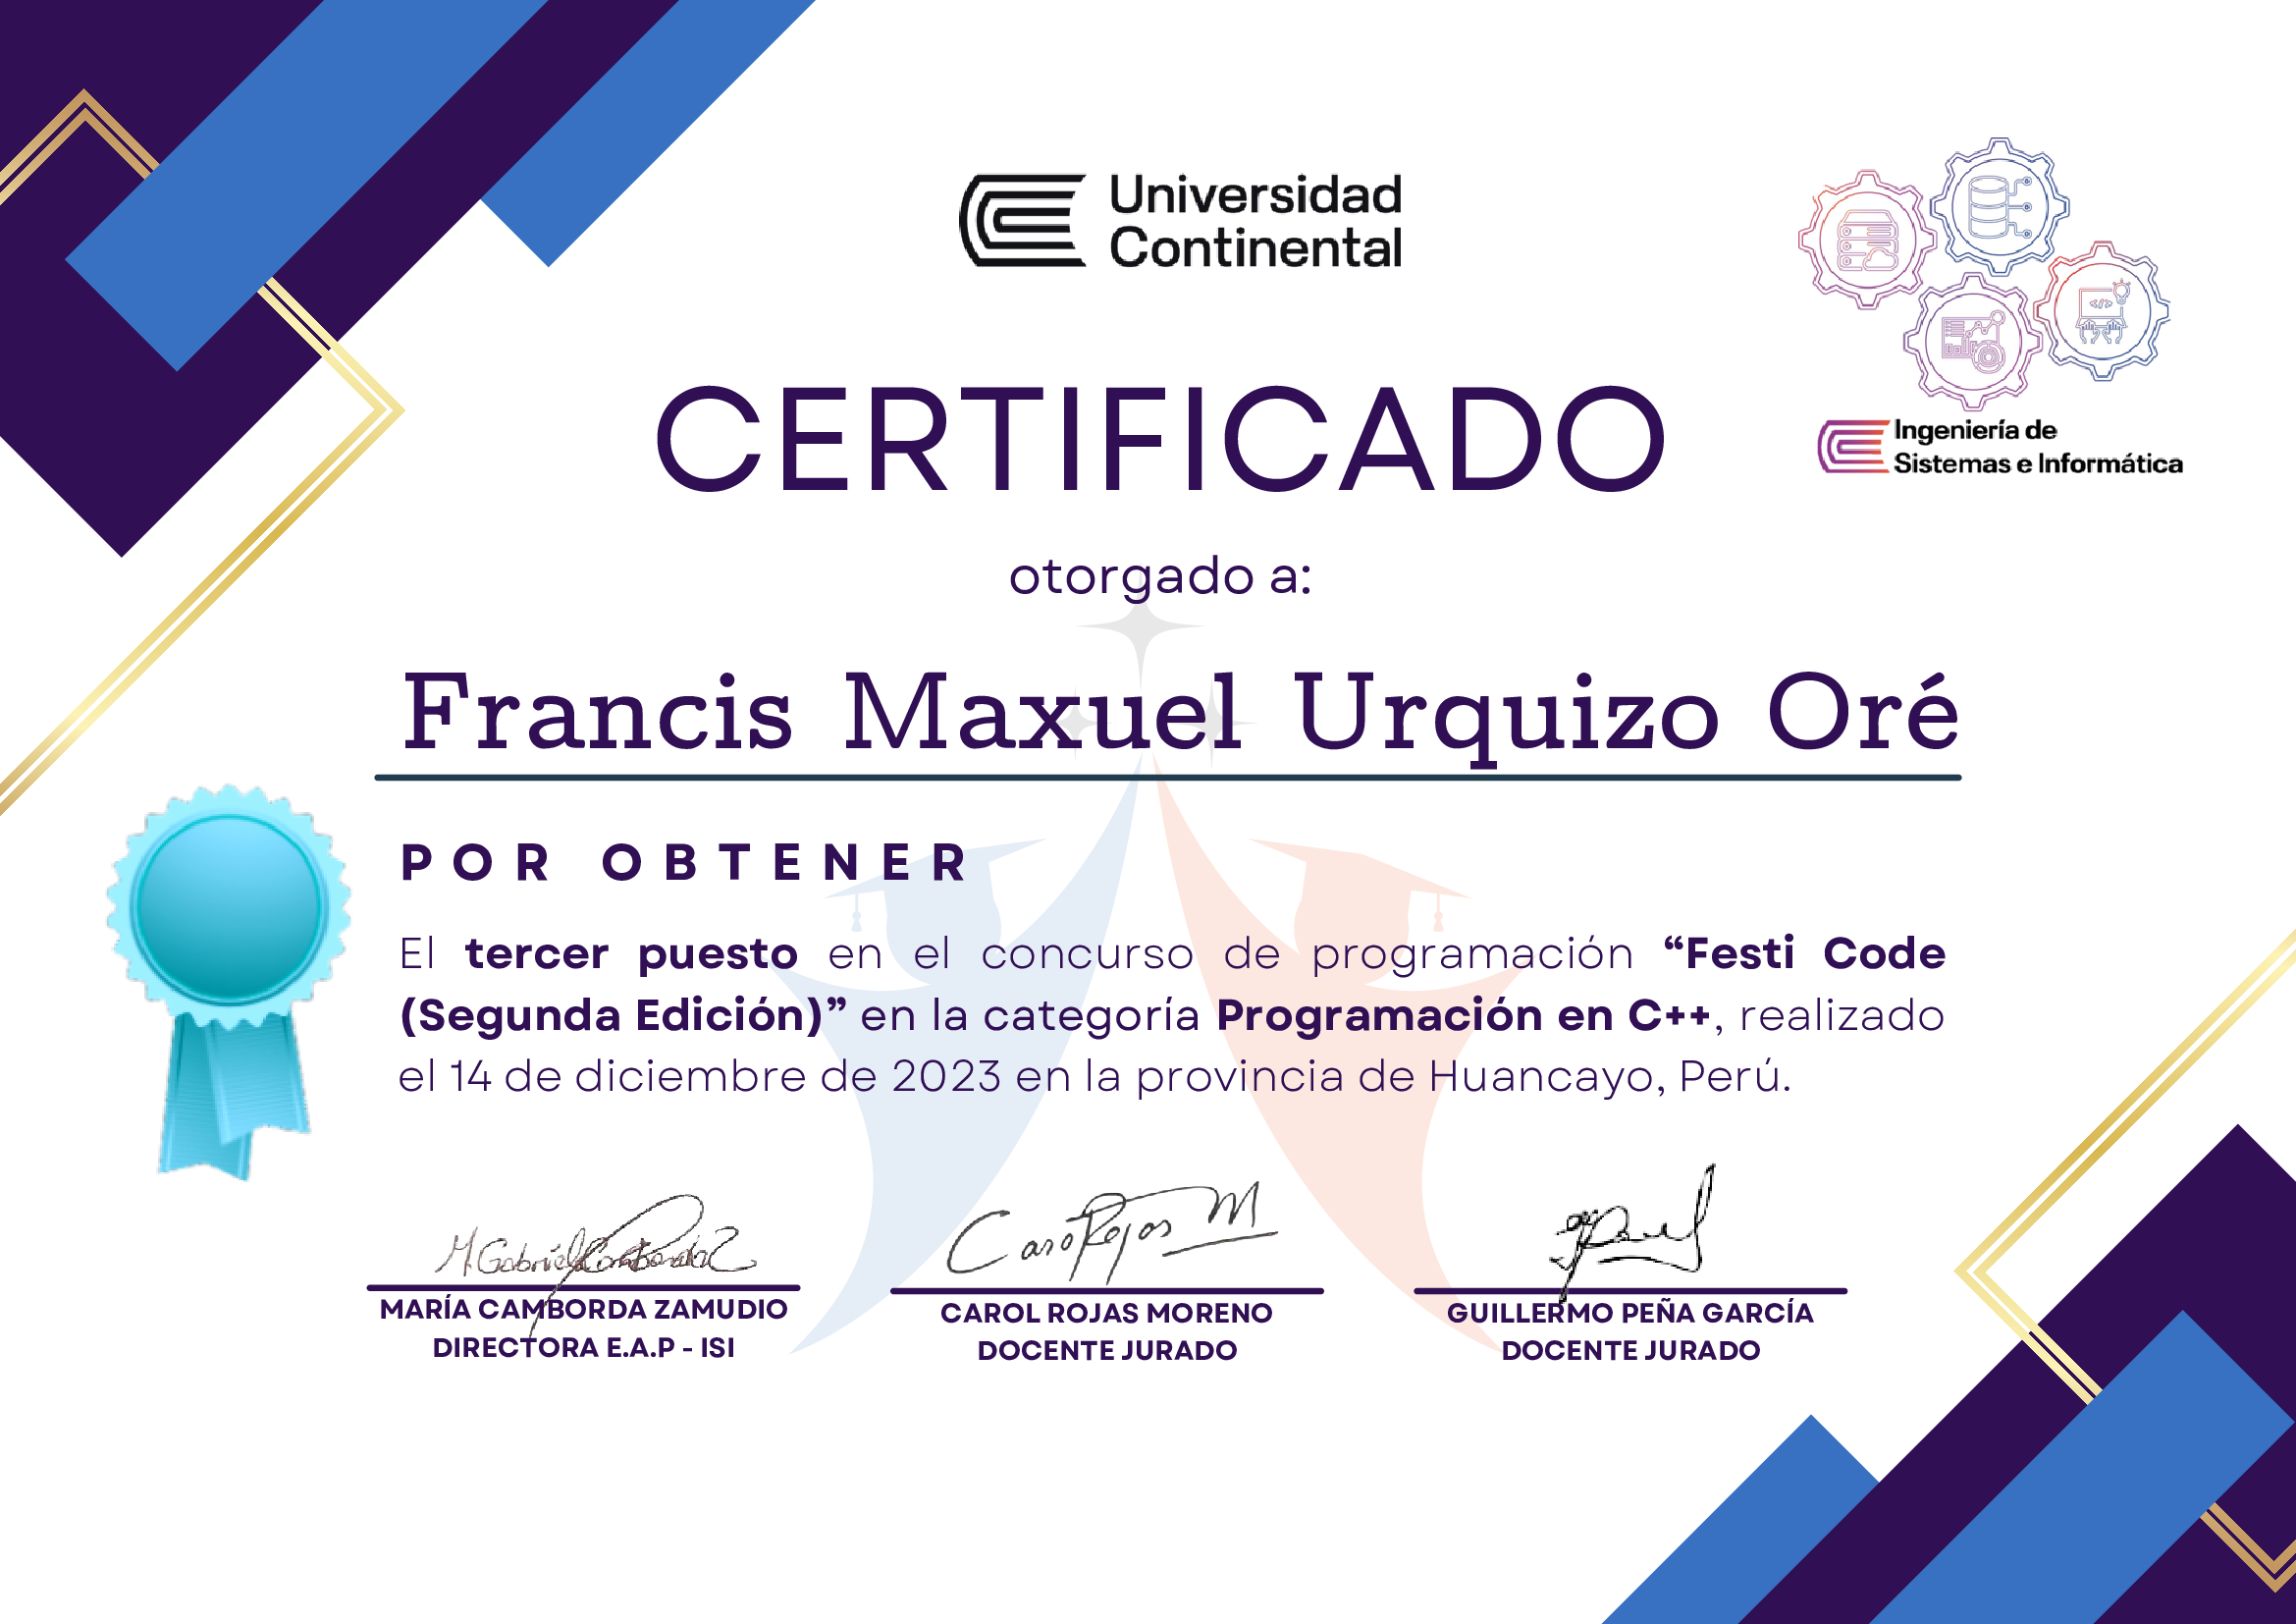 Universidad
Continental
Ingeniería de
Sistemas e Informática
CERTIFICADO
otorgado a:
Francis Maxuel Urquizo Oré
POR OBTENER
El tercer puesto en el concurso de programación “Festi Code
(Segunda Edición)” en la categoría Programación en C++, realizado
el 14 de diciembre de 2023 en la provincia de Huancayo, Perú.
MARÍA CAMBORDA ZAMUDIO
DIRECTORA E.A.P - ISI
Caro Rojas M
CAROL ROJAS MORENO
DOCENTE JURADO
GUILLERMO PEÑA GARCÍA
DOCENTE JURADO